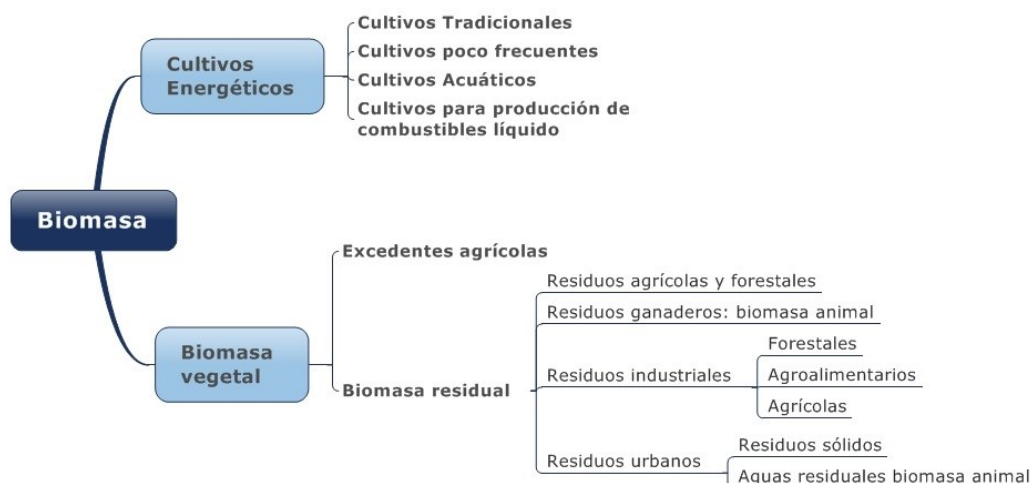 Cultivos Tradicionales
Cultivos poco frecuentes
Cultivos
Energéticos
Cultivos Acuáticos
Cultivos para producción de
combustibles líquido
Biomasa
Excedentes agrícolas
Residuos agrícolas y forestales
Residuos ganaderos: biomasa animal
Biomasa
vegetal
Forestales
Biomasa residual
Residuos industriales
Agroalimentarios
Agrícolas
Residuos sólidos
Residuos urbanos
Aguas residuales biomasa animal